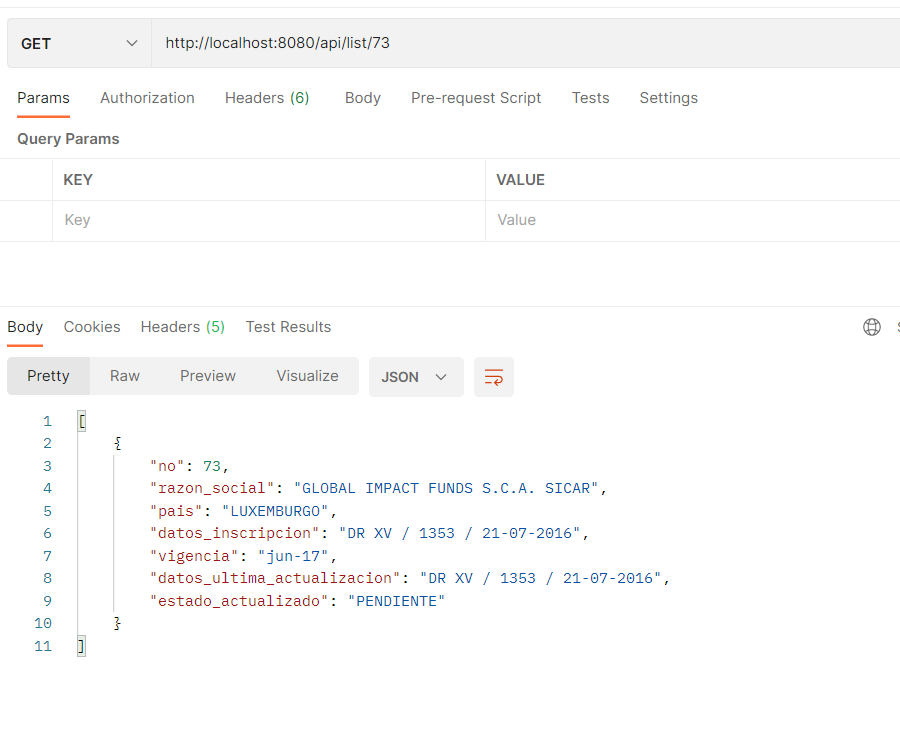 GET http://localhost:8080/api/list/73
Params Authorization Headers (6) Body Pre-request Script Tests Settings
Query Params
KEY VALUE
Key Value
Body Cookies Headers (5) Test Results
Pretty Raw Preview Visualize JSON
1 [
2 {
3 "no": 73,
4 "razon_social": "GLOBAL IMPACT FUNDS S.C.A. SICAR",
5 "pais": "LUXEMBURGO",
6 "datos_inscripcion": "DR XV / 1353 / 21-07-2016",
7 "vigencia": "jun-17",
8 "datos_ultima_actualizacion": "DR XV / 1353 / 21-07-2016",
9 "estado_actualizado": "PENDIENTE"
10 }
11 ]